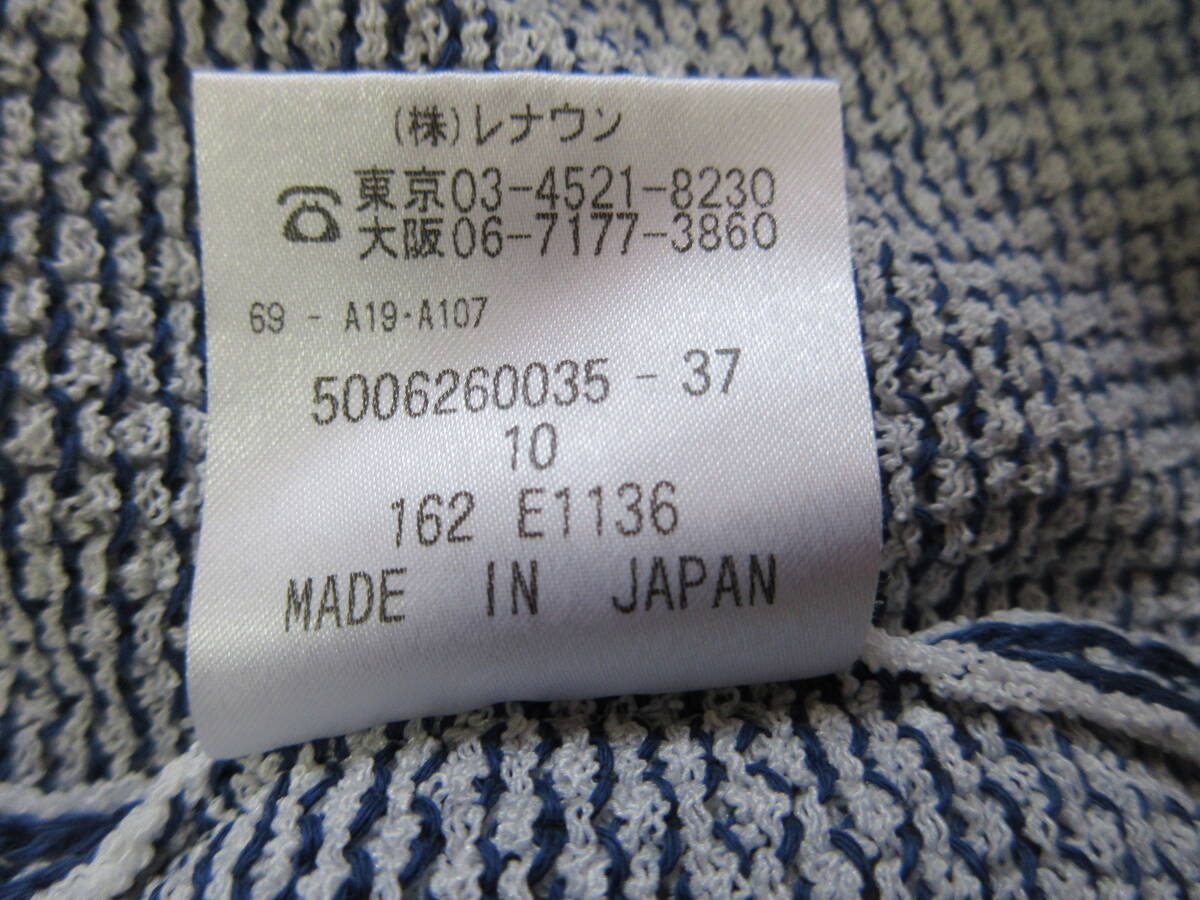 (株)レナウン
東京03-4521-8230
大阪06-7177-3860
69 - A19・A107
5006260035 - 37
10
162 E1136
MADE IN JAPAN